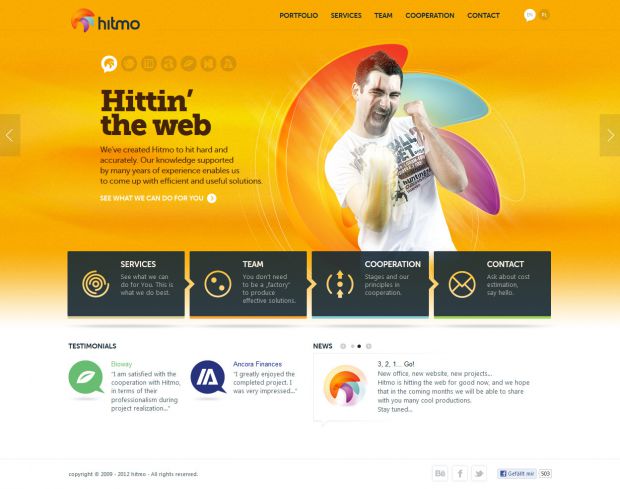 hitmo
PORTFOLIO SERVICES TEAM COOPERATION CONTACT
EN PL
Hittin'
the web
We've created Hitmo to hit hard and
accurately. Our knowledge supported
by many years of experience enables us
to come up with efficient and useful solutions.
SEE WHAT WE CAN DO FOR YOU
SERVICES
See what we can
do for You. This is
what we do best.
TEAM
You don't need
to be a „factory"
to produce
effective solutions.
COOPERATION
Stages and our
principles in
cooperation.
CONTACT
Ask about cost
estimation,
say hello.
TESTIMONIALS
Bioway
"I am satisfied with the
cooperation with Hitmo,
in terms of their
professionalism during
project realization..."
Ancora Finances
"I greatly enjoyed the
completed project. I
was very impressed..."
NEWS
3, 2, 1... Go!
New office, new website, new projects...
Hitmo is hitting the web for good now, and we hope
that in the coming months we will be able to share
with you many cool productions.
Stay tuned...
copyright © 2009 - 2012 hitmo - All rights reserved.
Bē
f
f Gefällt mir 503